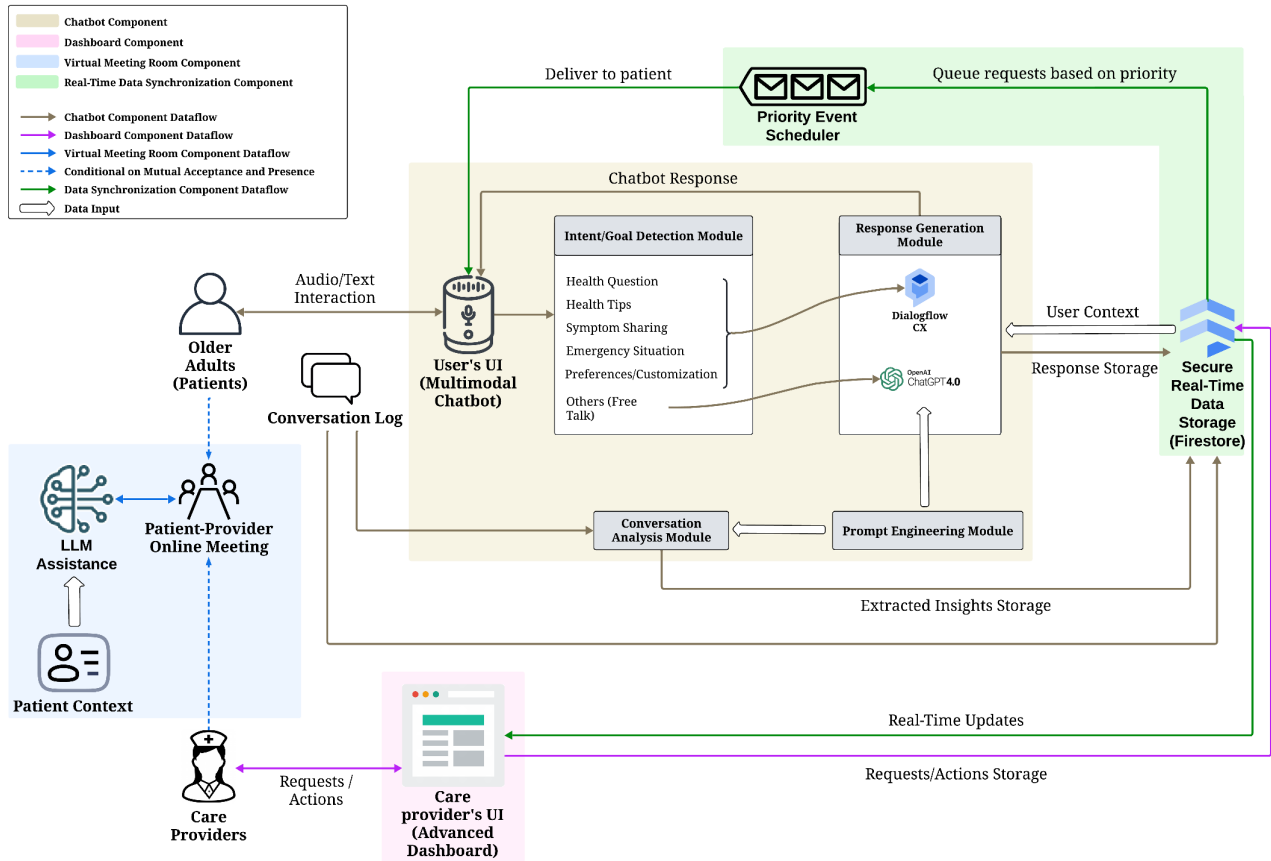 Chatbot Component
Dashboard Component
Virtual Meeting Room Component
Real-Time Data Synchronization Component
Chatbot Component Dataflow
Dashboard Component Dataflow
Virtual Meeting Room Component Dataflow
Conditional on Mutual Acceptance and Presence
Data Synchronization Component Dataflow
Data Input
Deliver to patient
Queue requests based on priority
Priority Event
Scheduler
Chatbot Response
Intent/Goal Detection Module
Health Question
Health Tips
Symptom Sharing
Emergency Situation
Preferences/Customization
Others (Free
Talk)
Response Generation
Module
Dialogflow
CX
OpenAI
ChatGPT4.0
Audio/Text
Interaction
Older
Adults
(Patients)
User's UI
(Multimodal
Chatbot)
Conversation Log
User Context
Response Storage
Secure
Real-Time
Data
Storage
(Firestore)
LLM
Assistance
Patient-Provider
Online Meeting
Patient Context
Conversation
Analysis Module
Prompt Engineering Module
Extracted Insights Storage
Real-Time Updates
Requests/Actions Storage
Requests /
Actions
Care
Providers
Care
provider's UI
(Advanced
Dashboard)